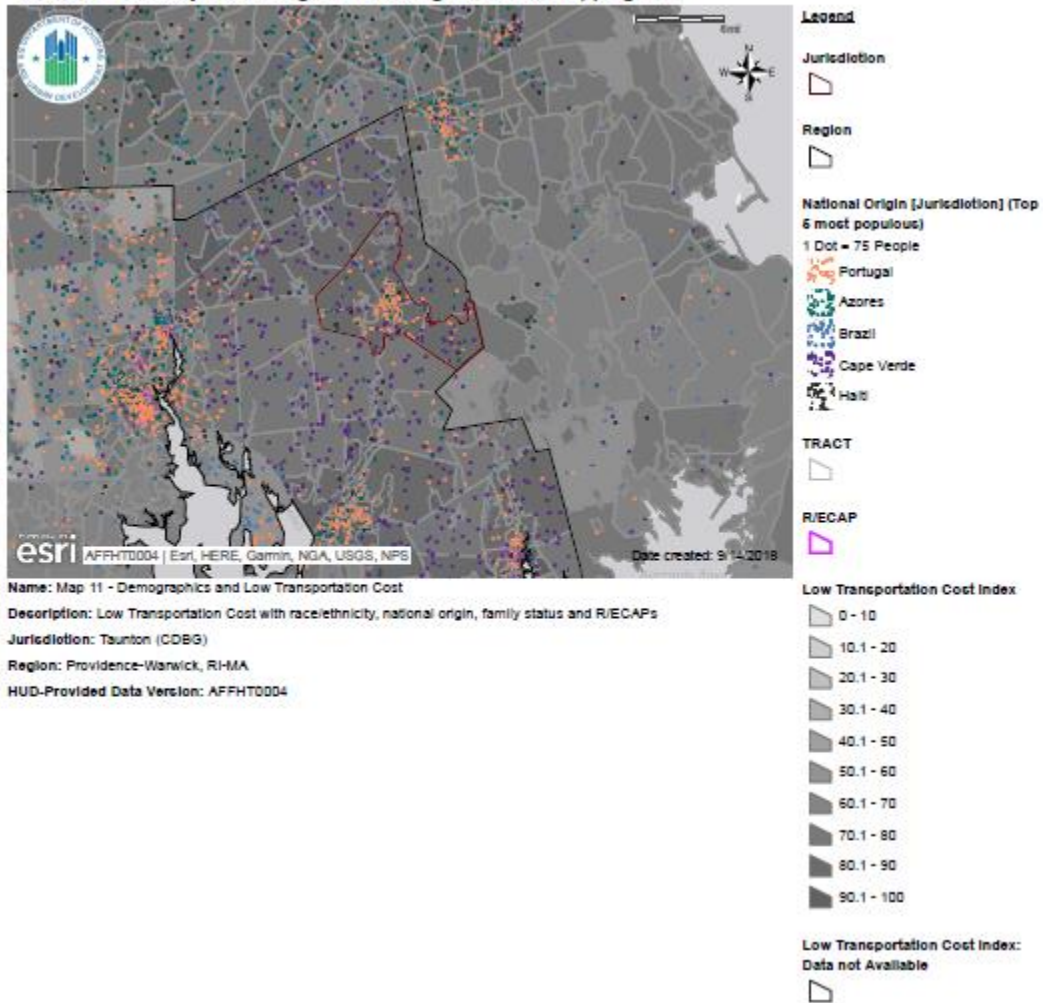 6mi
N
W E
S
esri AFFHT0004 | Esri, HERE, Garmin, NGA, USGS, NPS
Date created: 9/14/2018
Name: Map 11 - Demographics and Low Transportation Cost
Description: Low Transportation Cost with race/ethnicity, national origin, family status and R/ECAPs
Jurisdiction: Taunton (CDBG)
Region: Providence-Warwick, RI-MA
HUD-Provided Data Version: AFFHT0004
Legend
Jurisdiction
Region
National Origin [Jurisdiction] (Top
5 most populous)
1 Dot = 75 People
Portugal
Azores
Brazil
Cape Verde
Haiti
TRACT
R/ECAP
Low Transportation Cost Index
0 - 10
10.1 - 20
20.1 - 30
30.1 - 40
40.1 - 50
50.1 - 60
60.1 - 70
70.1 - 80
80.1 - 90
90.1 - 100
Low Transportation Cost Index:
Data not Available